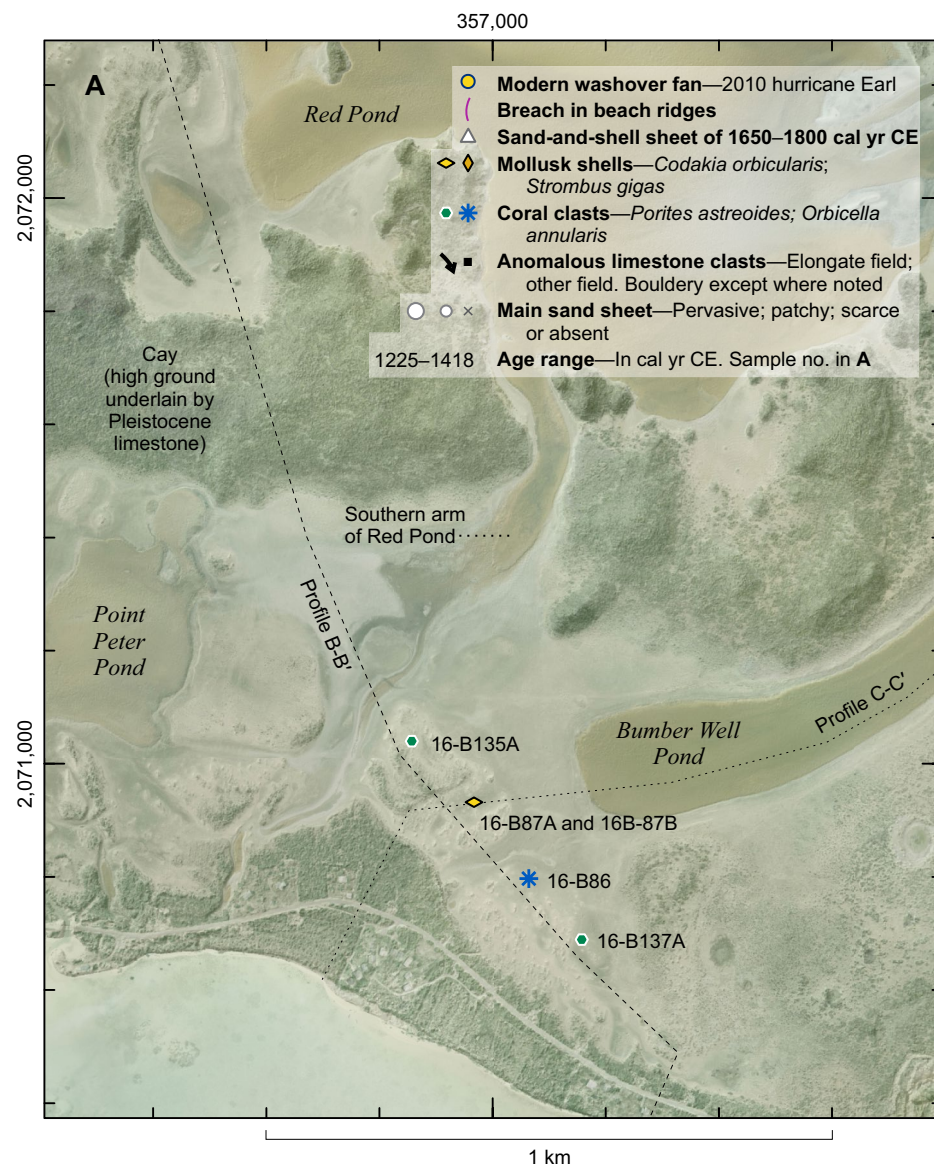 357,000
A
Red Pond
Modern washover fan—2010 hurricane Earl
Breach in beach ridges
Sand-and-shell sheet of 1650–1800 cal yr CE
Mollusk shells—Codakia orbicularis;
Strombus gigas
Coral clasts—Porites astreoides; Orbicella
annularis
Anomalous limestone clasts—Elongate field;
other field. Bouldery except where noted
Main sand sheet—Pervasive; patchy; scarce
or absent
1225–1418 Age range—In cal yr CE. Sample no. in A
2,072,000
Cay
(high ground
underlain by
Pleistocene
limestone)
Southern arm
of Red Pond
Profile B-B′
Point
Peter
Pond
Profile C-C′
Bumber Well
Pond
2,071,000
16-B135A
16-B87A and 16B-87B
16-B86
16-B137A
1 km